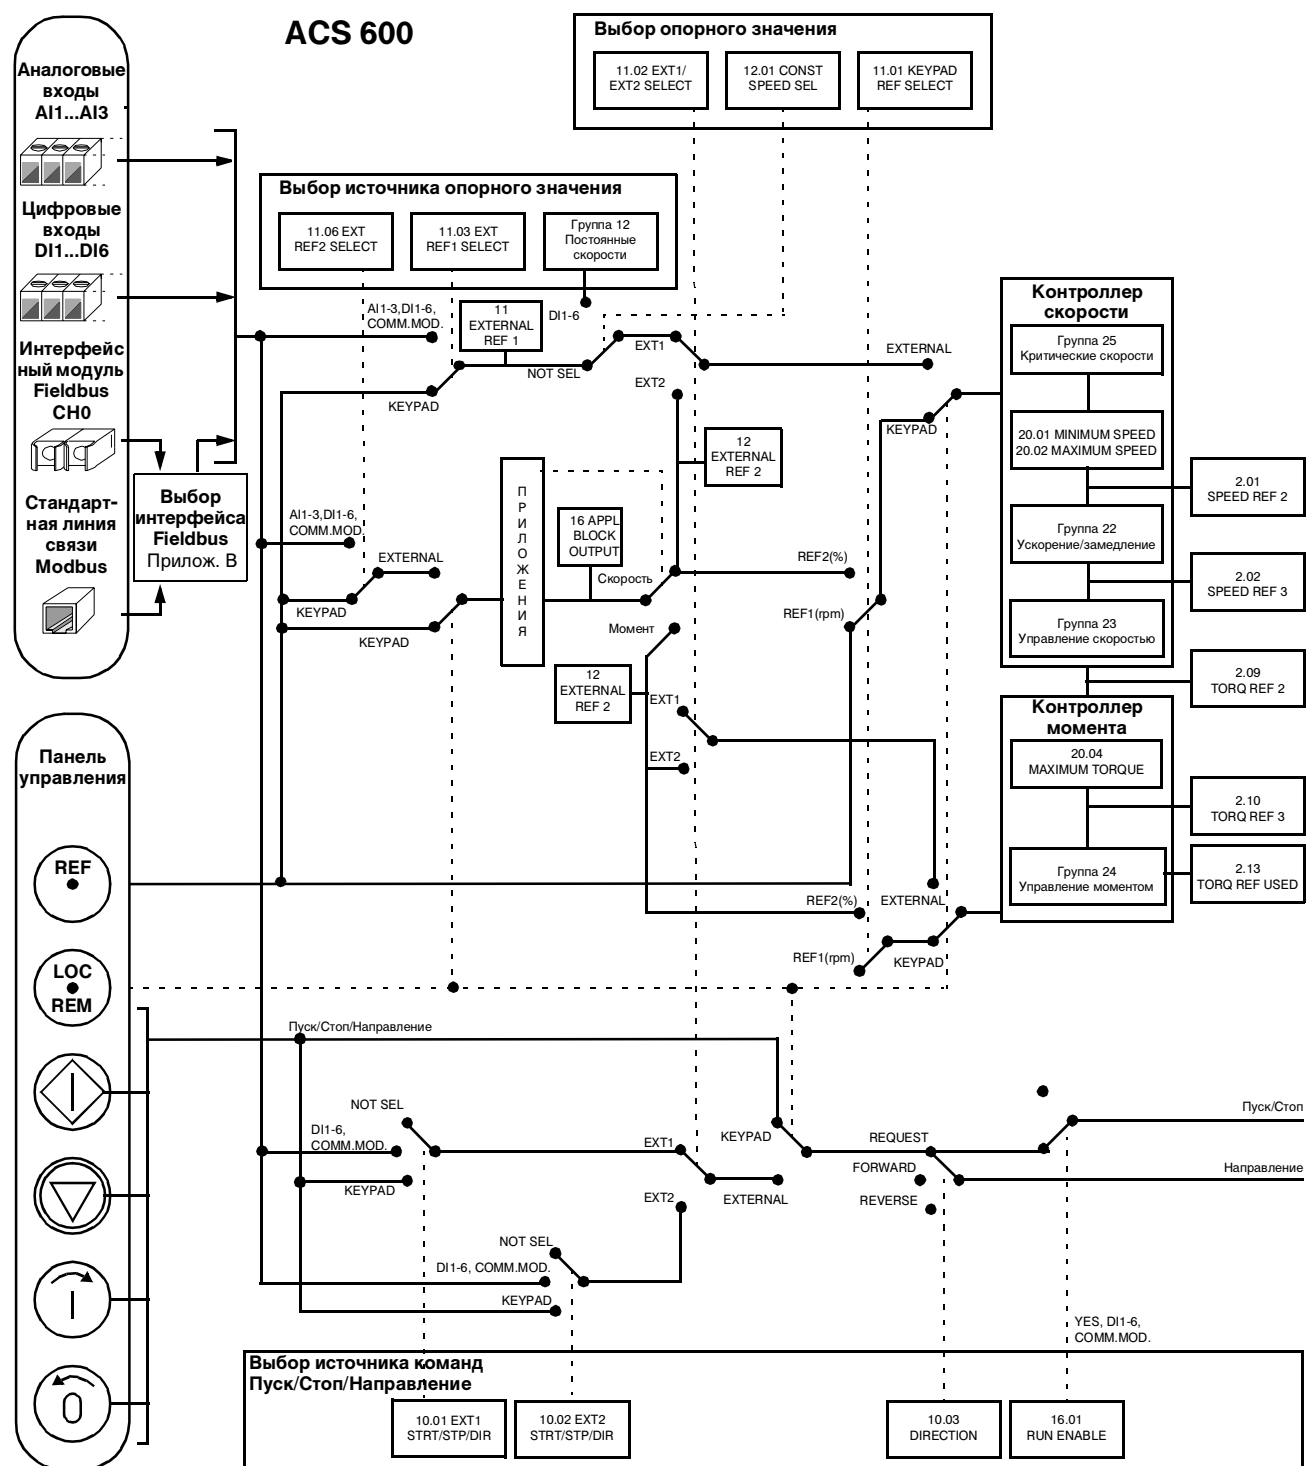 ACS 600
Выбор опорного значения
11.02 EXT1/
EXT2 SELECT
12.01 CONST
SPEED SEL
11.01 KEYPAD
REF SELECT
Аналоговые
входы
AI1...AI3
Цифровые
входы
DI1...DI6
Интерфейс
ный модуль
Fieldbus
CH0
Стандарт-
ная линия
связи
Modbus
Выбор
интерфейса
Fieldbus
Прилож. В
Выбор источника опорного значения
11.06 EXT
REF2 SELECT
11.03 EXT
REF1 SELECT
Группа 12
Постоянные
скорости
AI1-3,DI1-6,
COMM.MOD.
11
EXTERNAL
REF 1
DI1-6
NOT SEL
KEYPAD
EXT1
EXT2
EXTERNAL
KEYPAD
12
EXTERNAL
REF 2
Контроллер
скорости
Группа 25
Критические скорости
20.01 MINIMUM SPEED
20.02 MAXIMUM SPEED
2.01
SPEED REF 2
Группа 22
Ускорение/замедление
2.02
SPEED REF 3
Группа 23
Управление скоростью
2.09
TORQ REF 2
AI1-3,DI1-6,
COMM.MOD.
EXTERNAL
KEYPAD
KEYPAD
П
Р
И
Л
О
Ж
Е
Н
И
Я
16 APPL
BLOCK
OUTPUT
Скорость
Момент
REF2(%)
REF1(rpm)
12
EXTERNAL
REF 2
EXT1
EXT2
Контроллер
момента
20.04
MAXIMUM TORQUE
2.10
TORQ REF 3
Группа 24
Управление моментом
2.13
TORQ REF USED
REF2(%)
EXTERNAL
REF1(rpm)
KEYPAD
Панель
управления
REF
LOC
REM
Пуск/Стоп/Направление
NOT SEL
DI1-6,
COMM.MOD.
KEYPAD
EXT1
EXT2
KEYPAD
EXTERNAL
REQUEST
FORWARD
REVERSE
Пуск/Стоп
Направление
NOT SEL
DI1-6, COMM.MOD.
KEYPAD
YES, DI1-6,
COMM.MOD.
Выбор источника команд
Пуск/Стоп/Направление
10.01 EXT1
STRT/STP/DIR
10.02 EXT2
STRT/STP/DIR
10.03
DIRECTION
16.01
RUN ENABLE